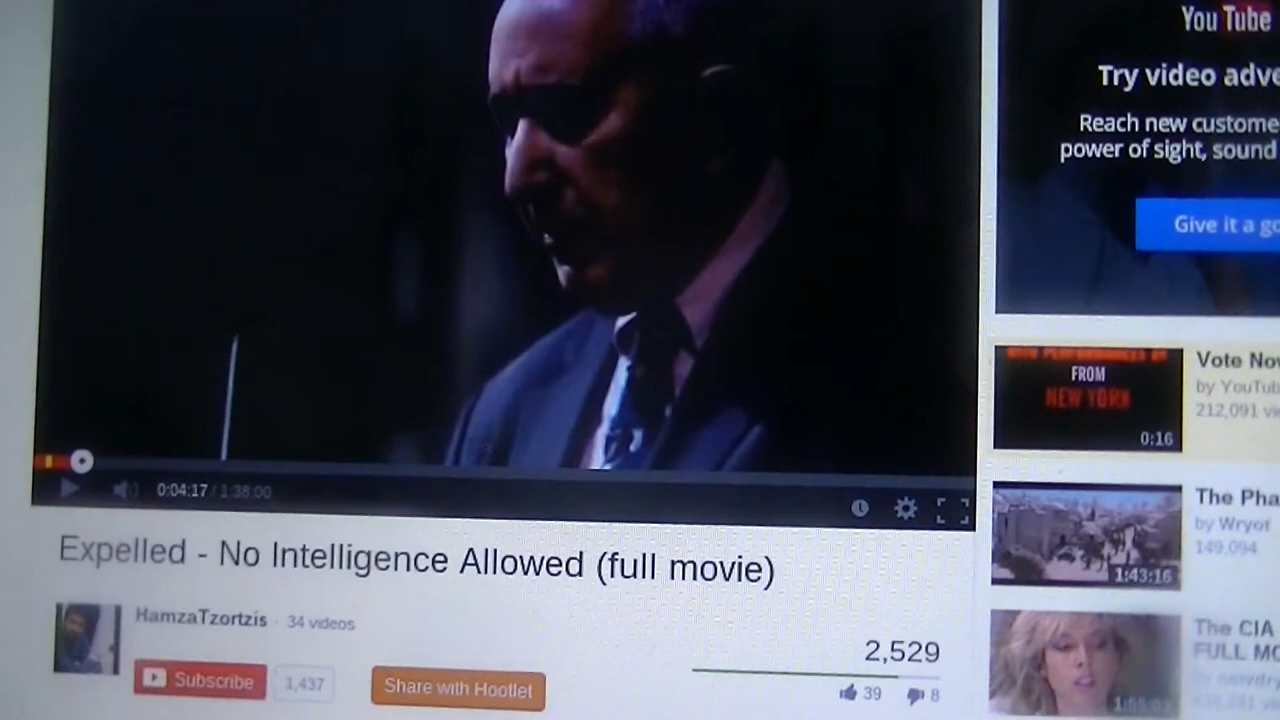 You Tube
Try video adve
Reach new custome
power of sight, sound
Give it a go
FROM
NEW YORK
0:16
Vote Now
by YouTub
212,091 vi
0:04:17 / 1:38:00
Expelled - No Intelligence Allowed (full movie)
The Pha
by Wryot
149,094
1:43:16
HamzaTzortzis · 34 videos
Subscribe 1,437
Share with Hootlet
2,529
39 8
The CIA
FULL MO